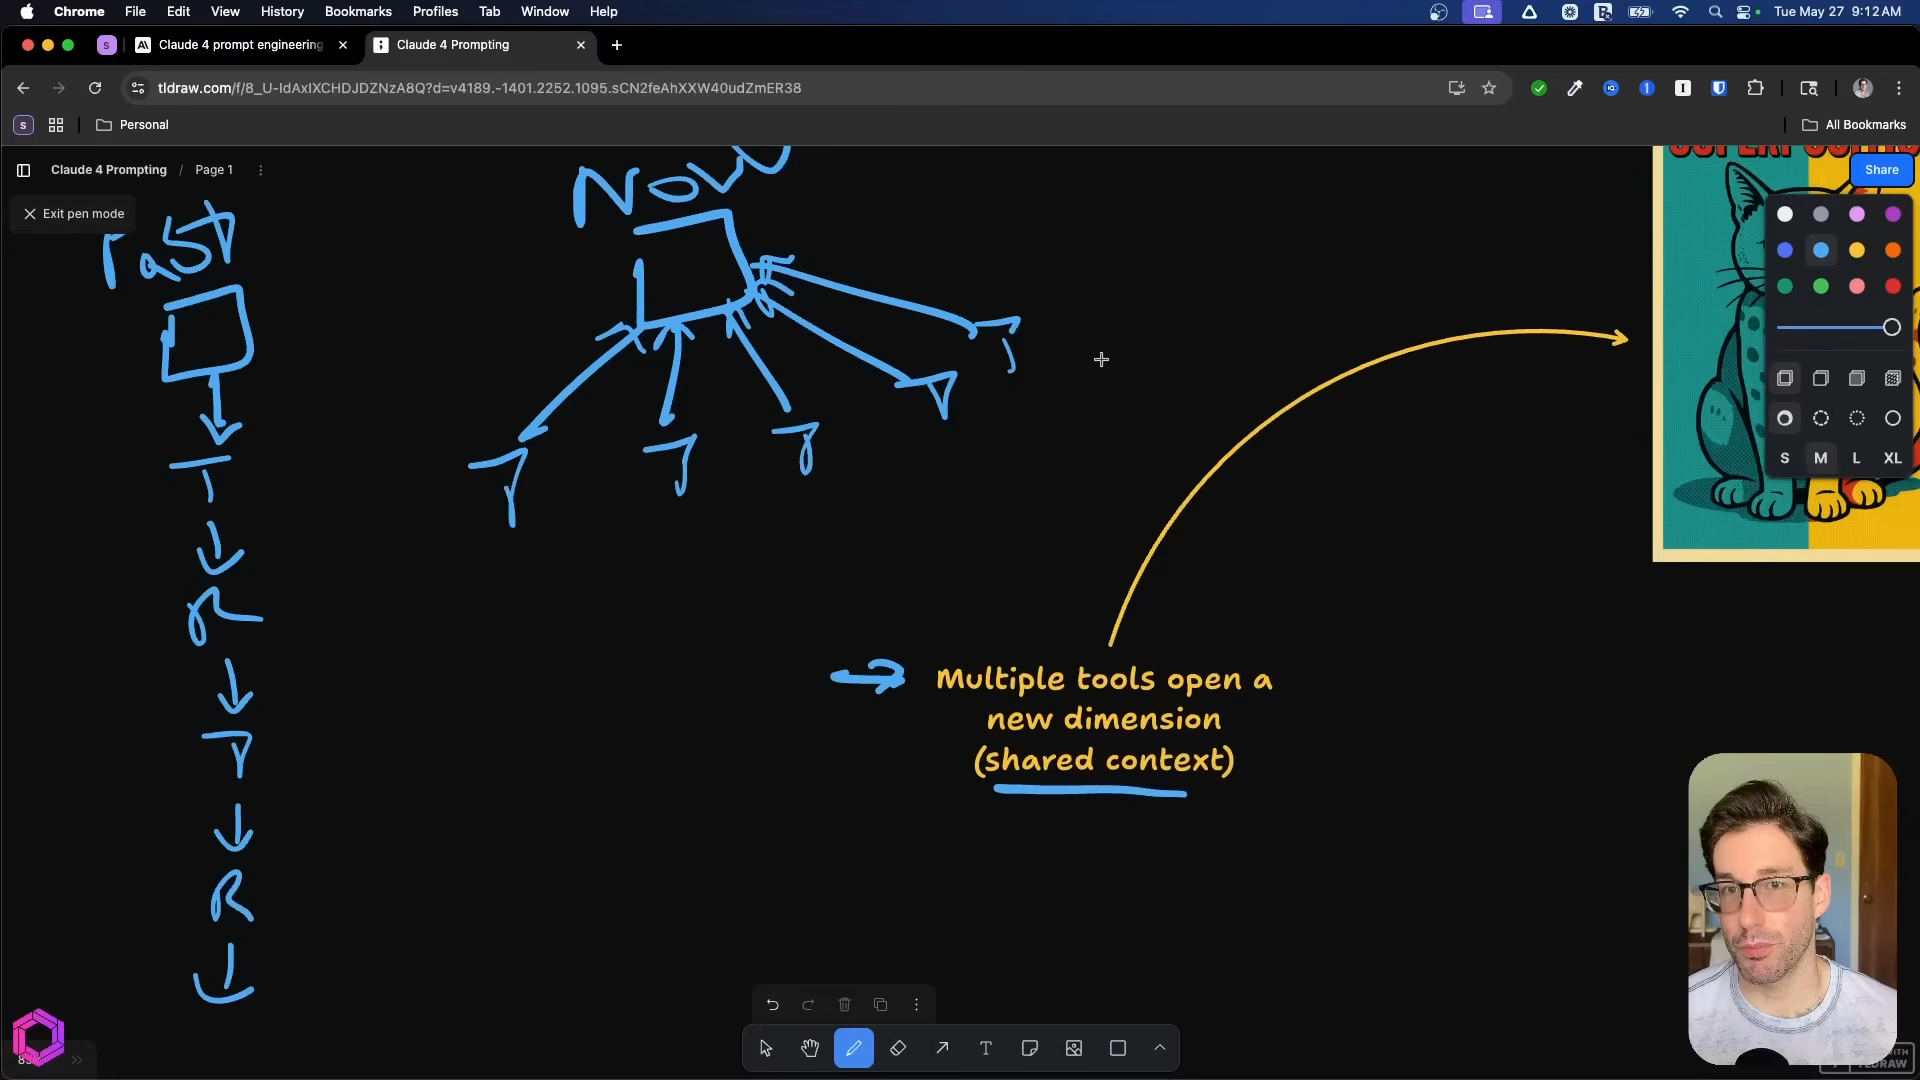 Chrome File Edit View History Bookmarks Profiles Tab Window Help
Tue May 27 9:12 AM
S
Claude 4 prompt engineering
Claude 4 Prompting
tldraw.com/f/8_U-IdAxIXCHDJDZNzA8Q?d=v4189.-1401.2252.1095.sCN2feAhXXW40udZmER38
S
Personal
All Bookmarks
Claude 4 Prompting / Page 1
Share
Exit pen mode
Past
Now
T
R
T
R
T
T
T
T
T
Multiple tools open a
new dimension
(shared context)
S M L XL